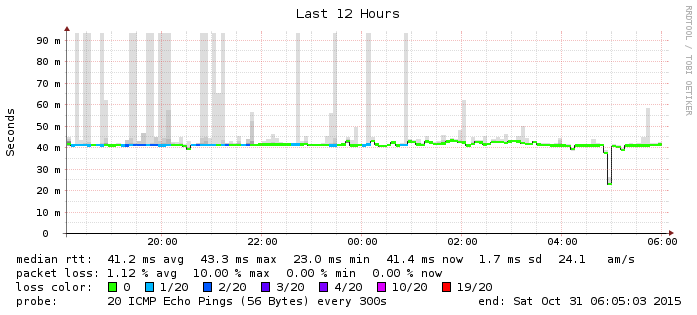 Last 12 Hours
RRDTOOL / TOBI OETIKER
Seconds
90 m
80 m
70 m
60 m
50 m
40 m
30 m
20 m
10 m
0
20:00 22:00 00:00 02:00 04:00 06:00
median rtt: 41.2 ms avg 43.3 ms max 23.0 ms min 41.4 ms now 1.7 ms sd 24.1 am/s
packet loss: 1.12 % avg 10.00 % max 0.00 % min 0.00 % now
loss color: 0 1/20 2/20 3/20 4/20 10/20 19/20
probe: 20 ICMP Echo Pings (56 Bytes) every 300s end: Sat Oct 31 06:05:03 2015